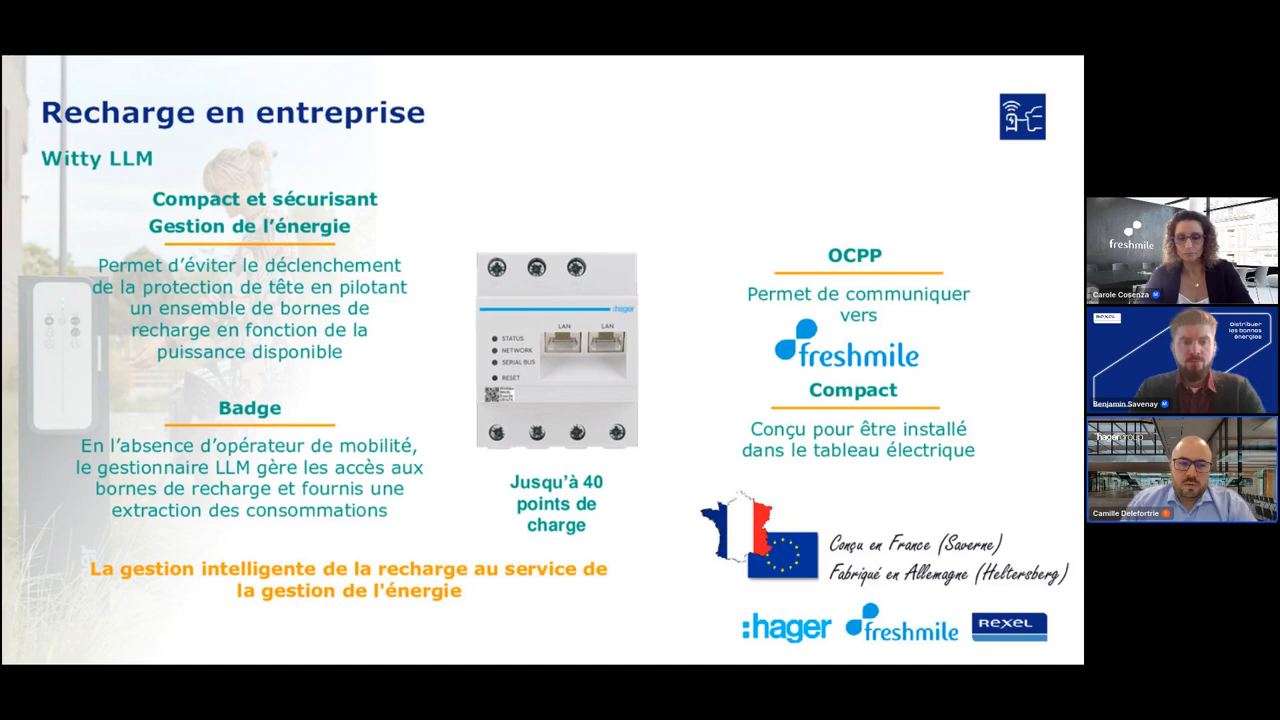 Recharge en entreprise
Witty LLM
Compact et sécurisant
Gestion de l'énergie
Permet d'éviter le déclenchement
de la protection de tête en pilotant
un ensemble de bornes de
recharge en fonction de la
puissance disponible
Badge
En l'absence d'opérateur de mobilité,
le gestionnaire LLM gère les accès aux
bornes de recharge et fournis une
extraction des consommations
La gestion intelligente de la recharge au service de
la gestion de l'énergie
:hager
LAN LAN
STATUS
NETWORK
SERIAL BUS
RESET
Jusqu'à 40
points de
charge
OCPP
Permet de communiquer
vers
freshmile
Compact
Conçu pour être installé
dans le tableau électrique
Conçu en France (Saverne)
Fabriqué en Allemagne (Heltersberg)
:hager freshmile REXEL
freshmile
Carole Cosenza
REXEL
Distribuer
les bonnes
énergies
Benjamin Savenay
hagergroup
Camille Delefortrie